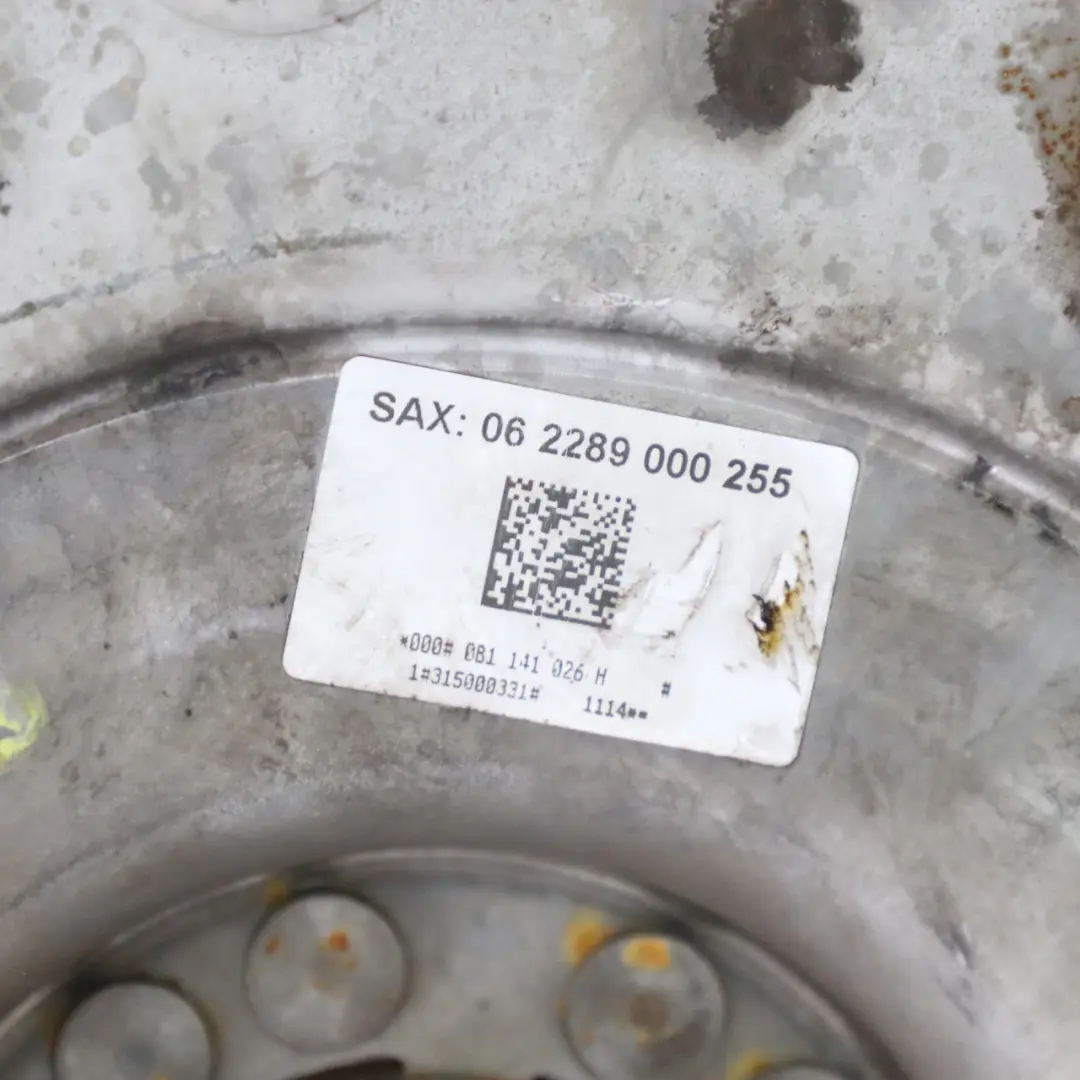 SAX: 06 2289 000 255
*000# 0B1 141 026 H #
1#315000331# 1114**